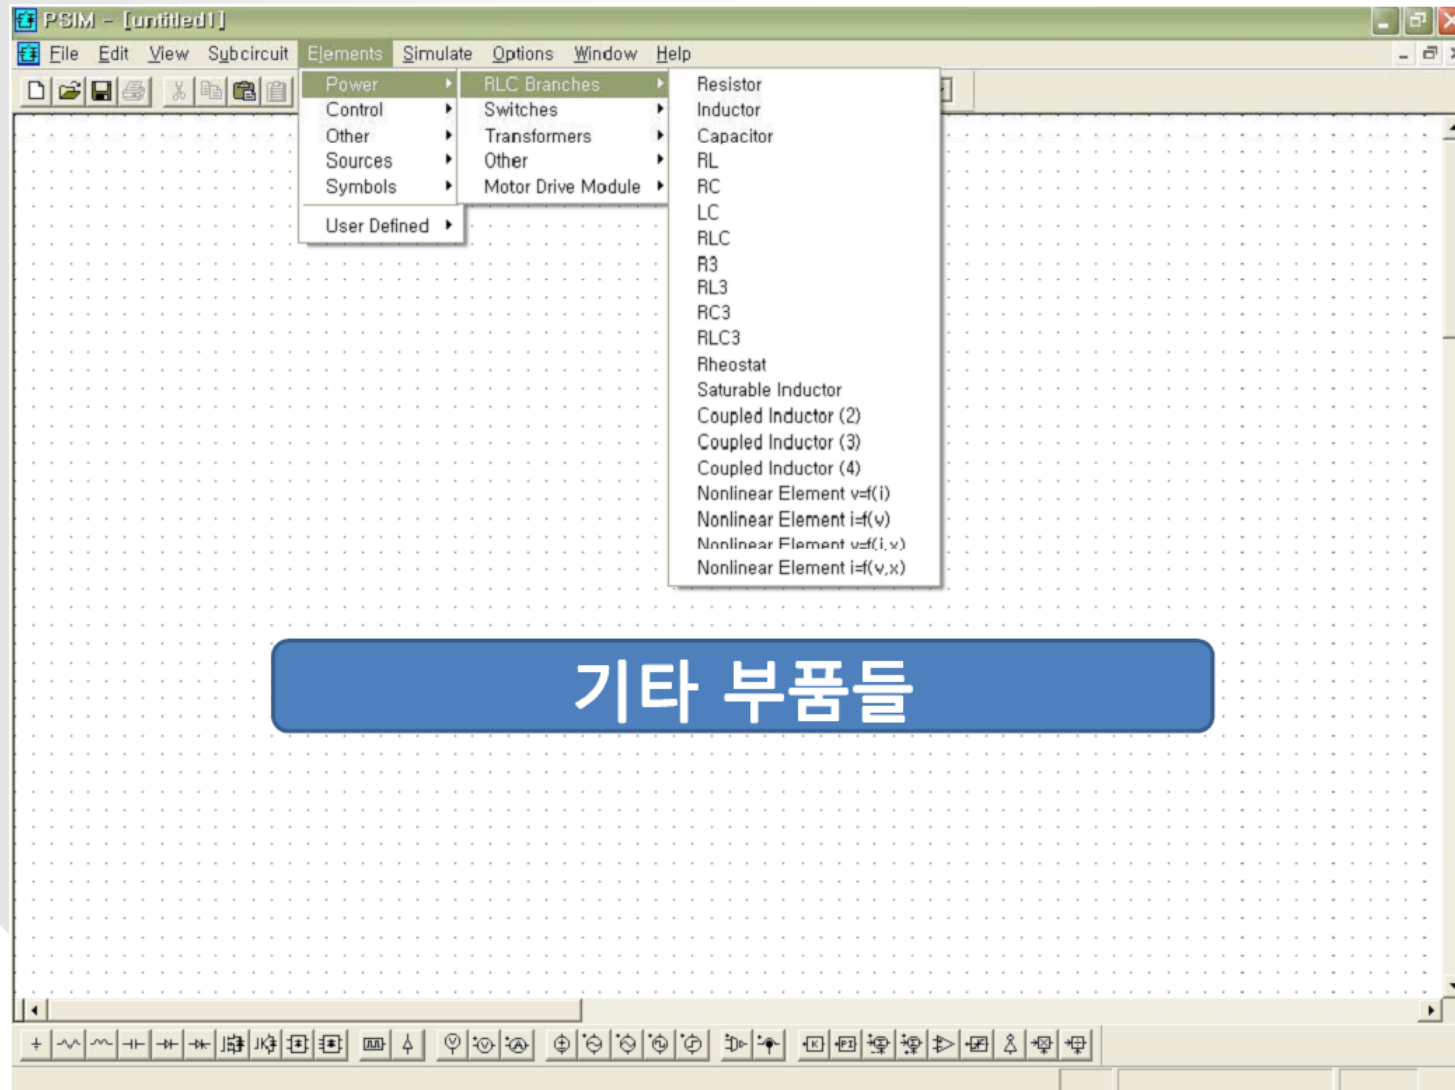 PSIM - [untitled1]
File Edit View Subcircuit Elements Simulate Options Window Help
Power
Control
Other
Sources
Symbols
User Defined
RLC Branches
Switches
Transformers
Other
Motor Drive Module
Resistor
Inductor
Capacitor
RL
RC
LC
RLC
R3
RL3
RC3
RLC3
Rheostat
Saturable Inductor
Coupled Inductor (2)
Coupled Inductor (3)
Coupled Inductor (4)
Nonlinear Element v=f(i)
Nonlinear Element i=f(v)
Nonlinear Element v=f(i,x)
Nonlinear Element i=f(v,x)
기타 부품들